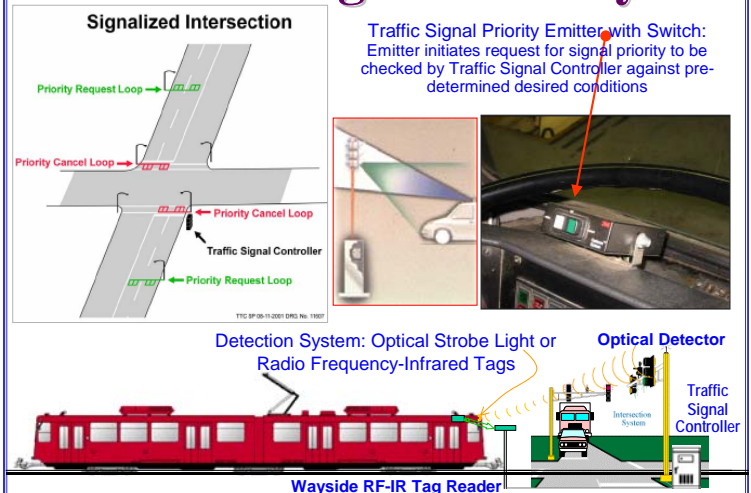 Signalized Intersection
Priority Request Loop
Priority Cancel Loop
Priority Cancel Loop
Traffic Signal Controller
Priority Request Loop
TTC SP 06-11-2001 DRG No. 11607
Traffic Signal Priority Emitter with Switch:
Emitter initiates request for signal priority to be
checked by Traffic Signal Controller against pre-
determined desired conditions
Detection System: Optical Strobe Light or
Radio Frequency-Infrared Tags
Optical Detector
Intersection
System
Traffic
Signal
Controller
Wayside RF-IR Tag Reader